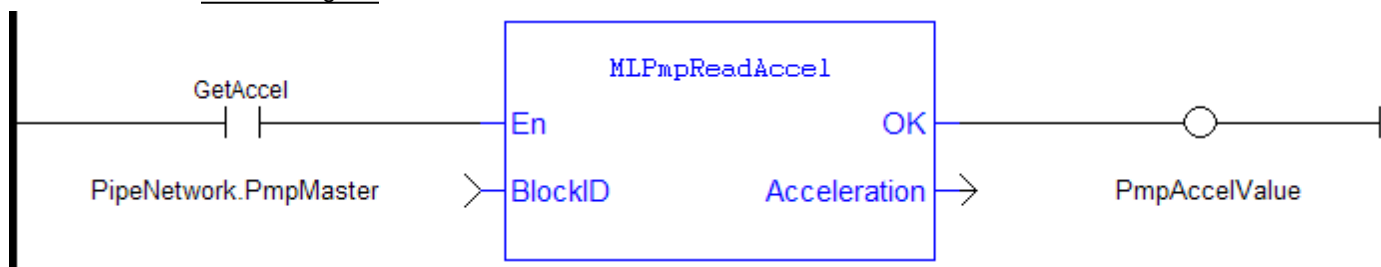 MLPmpReadAccel
GetAccel
En OK
PipeNetwork.PmpMaster BlockID Acceleration PmpAccelValue